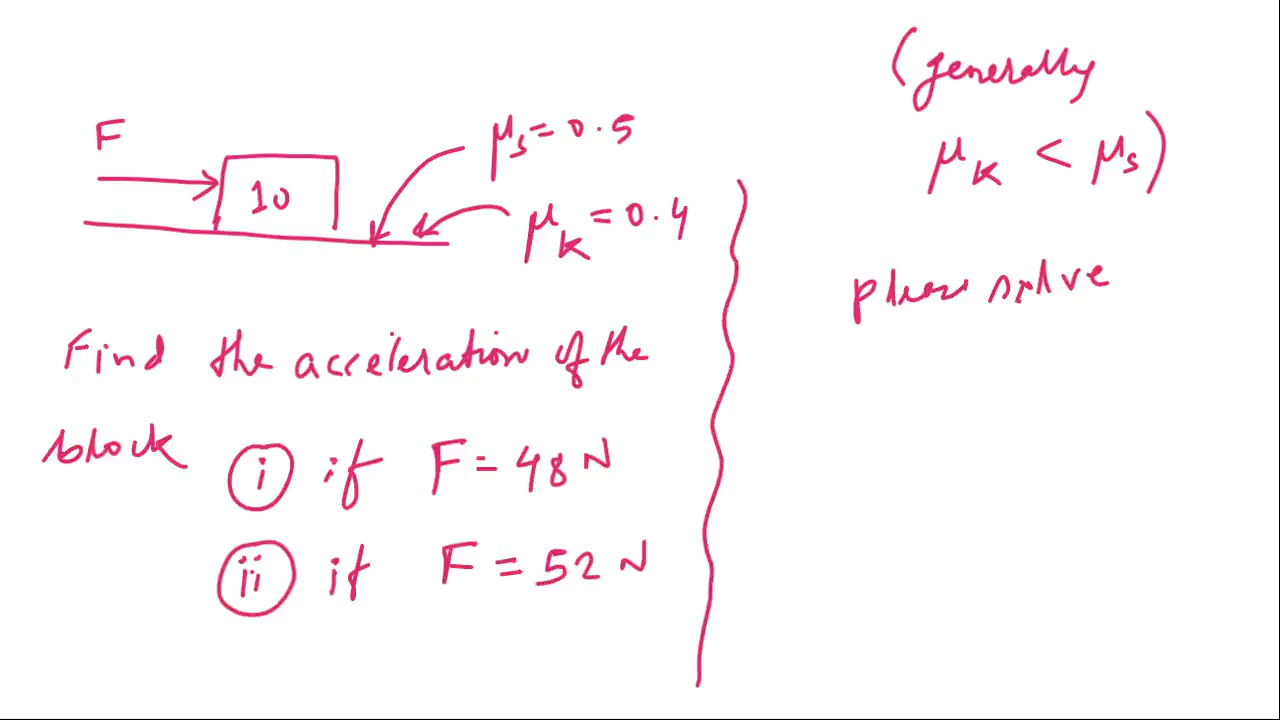 F
10
μs = 0.5
μk = 0.4
Find the acceleration of the
block (i) if F = 48 N
(ii) if F = 52 N
(generally
μk < μs)
please solve